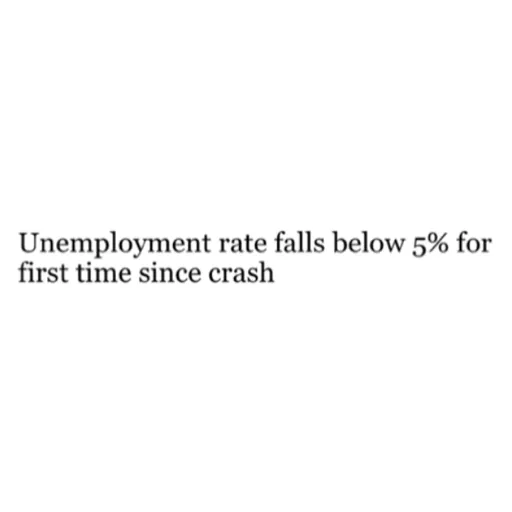 Unemployment rate falls below 5% for
first time since crash